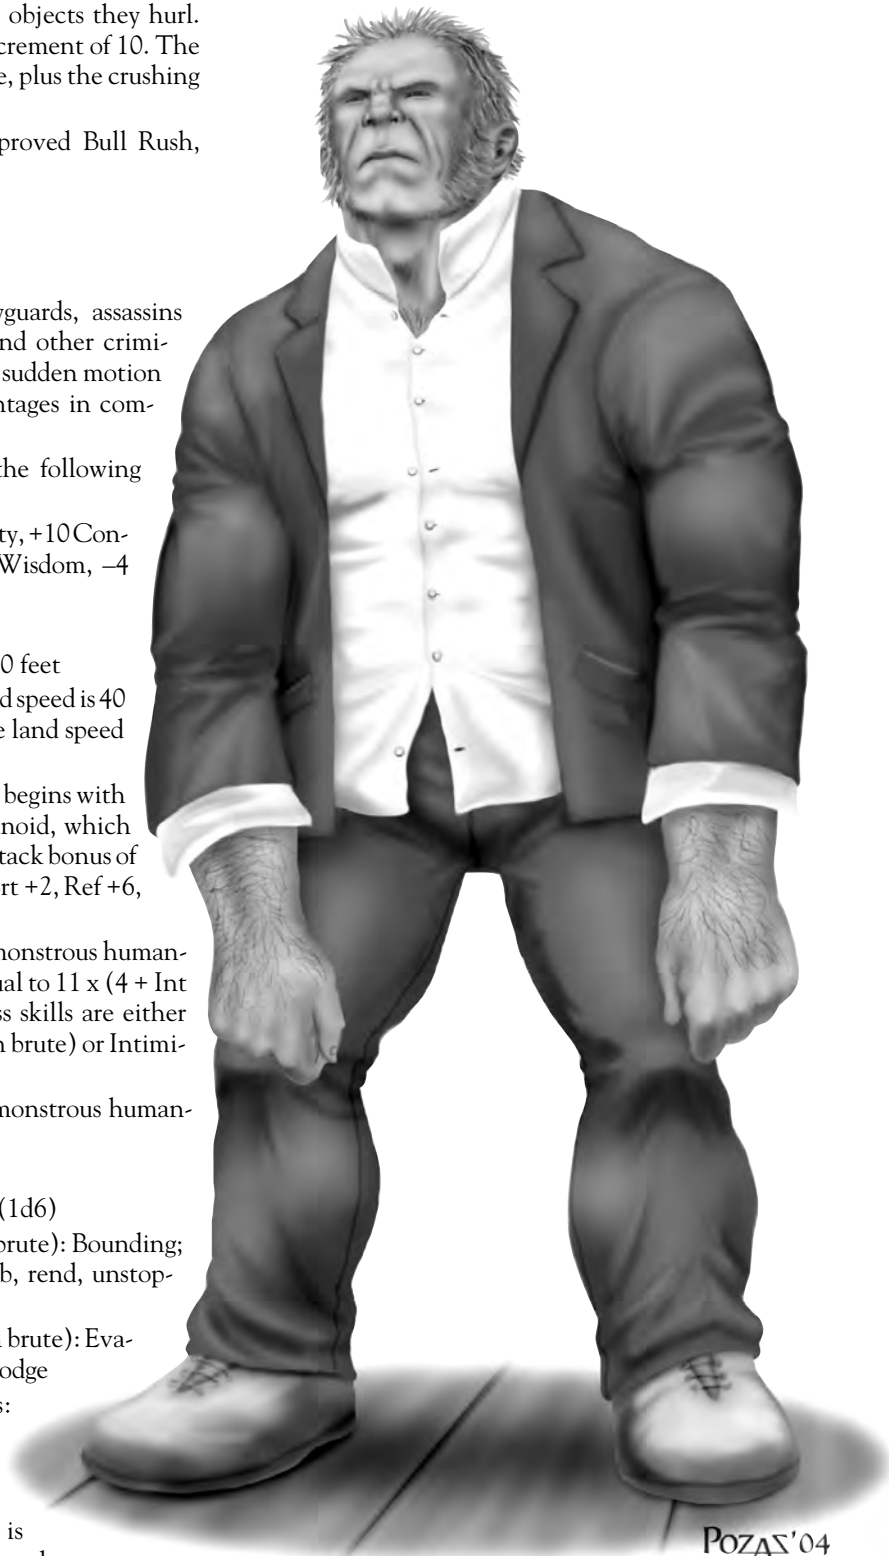 objects they hurl.
crement of 10. The
e, plus the crushing
proved Bull Rush,
yguards, assassins
nd other crimi-
sudden motion
ntages in com-
the following
ty, +10 Con-
Wisdom, –4
0 feet
d speed is 40
e land speed
begins with
noid, which
tack bonus of
rt +2, Ref +6,
monstrous human-
ual to 11 x (4 + Int
ss skills are either
n brute) or Intimi-
monstrous human-
(1d6)
brute): Bounding;
b, rend, unstop-
n brute): Eva-
odge
s:
is
POZAS'04